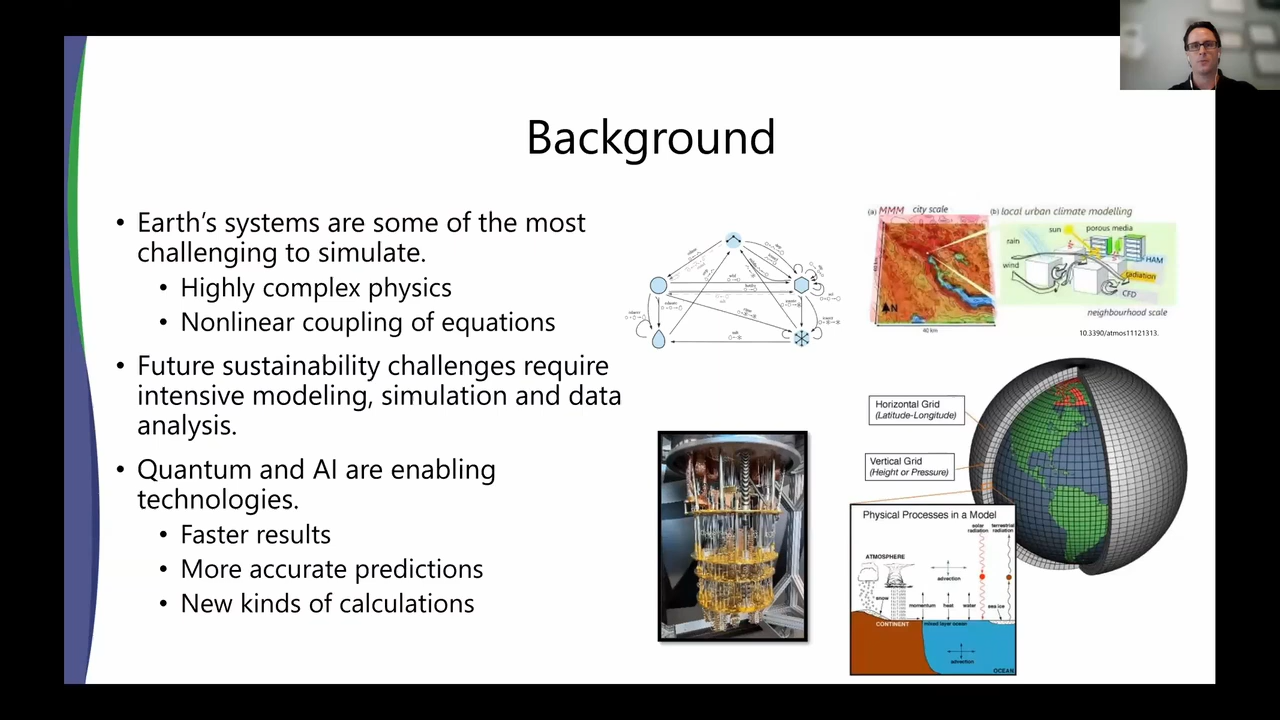 Background
• Earth’s systems are some of the most
challenging to simulate.
• Highly complex physics
• Nonlinear coupling of equations
• Future sustainability challenges require
intensive modeling, simulation and data
analysis.
• Quantum and AI are enabling
technologies.
• Faster results
• More accurate predictions
• New kinds of calculations
(a) MMM city scale
N
40 km
(b) local urban climate modelling
sun
porous media
rain
HAM
wind
radiation
CFD
neighbourhood scale
10.3390/atmos11121313.
Horizontal Grid
(Latitude-Longitude)
Vertical Grid
(Height or Pressure)
Physical Processes in a Model
solar
radiation
terrestrial
radiation
ATMOSPHERE
advection
snow
momentum
heat
water
sea ice
CONTINENT
mixed layer ocean
advection
OCEAN